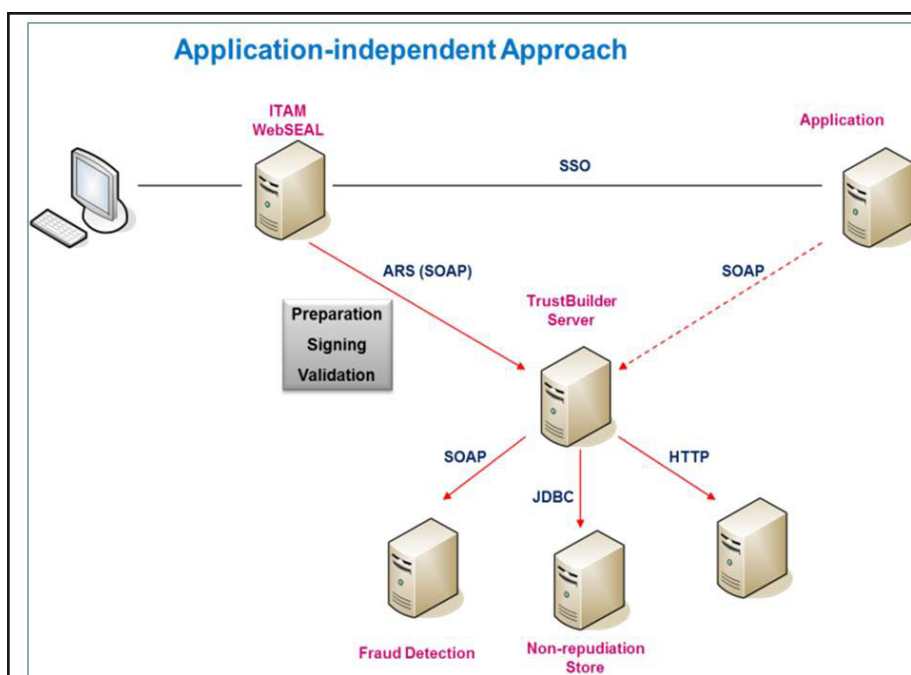 Application-independent Approach
ITAM
WebSEAL
Application
SSO
ARS (SOAP)
SOAP
Preparation
Signing
Validation
TrustBuilder
Server
SOAP
JDBC
HTTP
Fraud Detection
Non-repudiation
Store